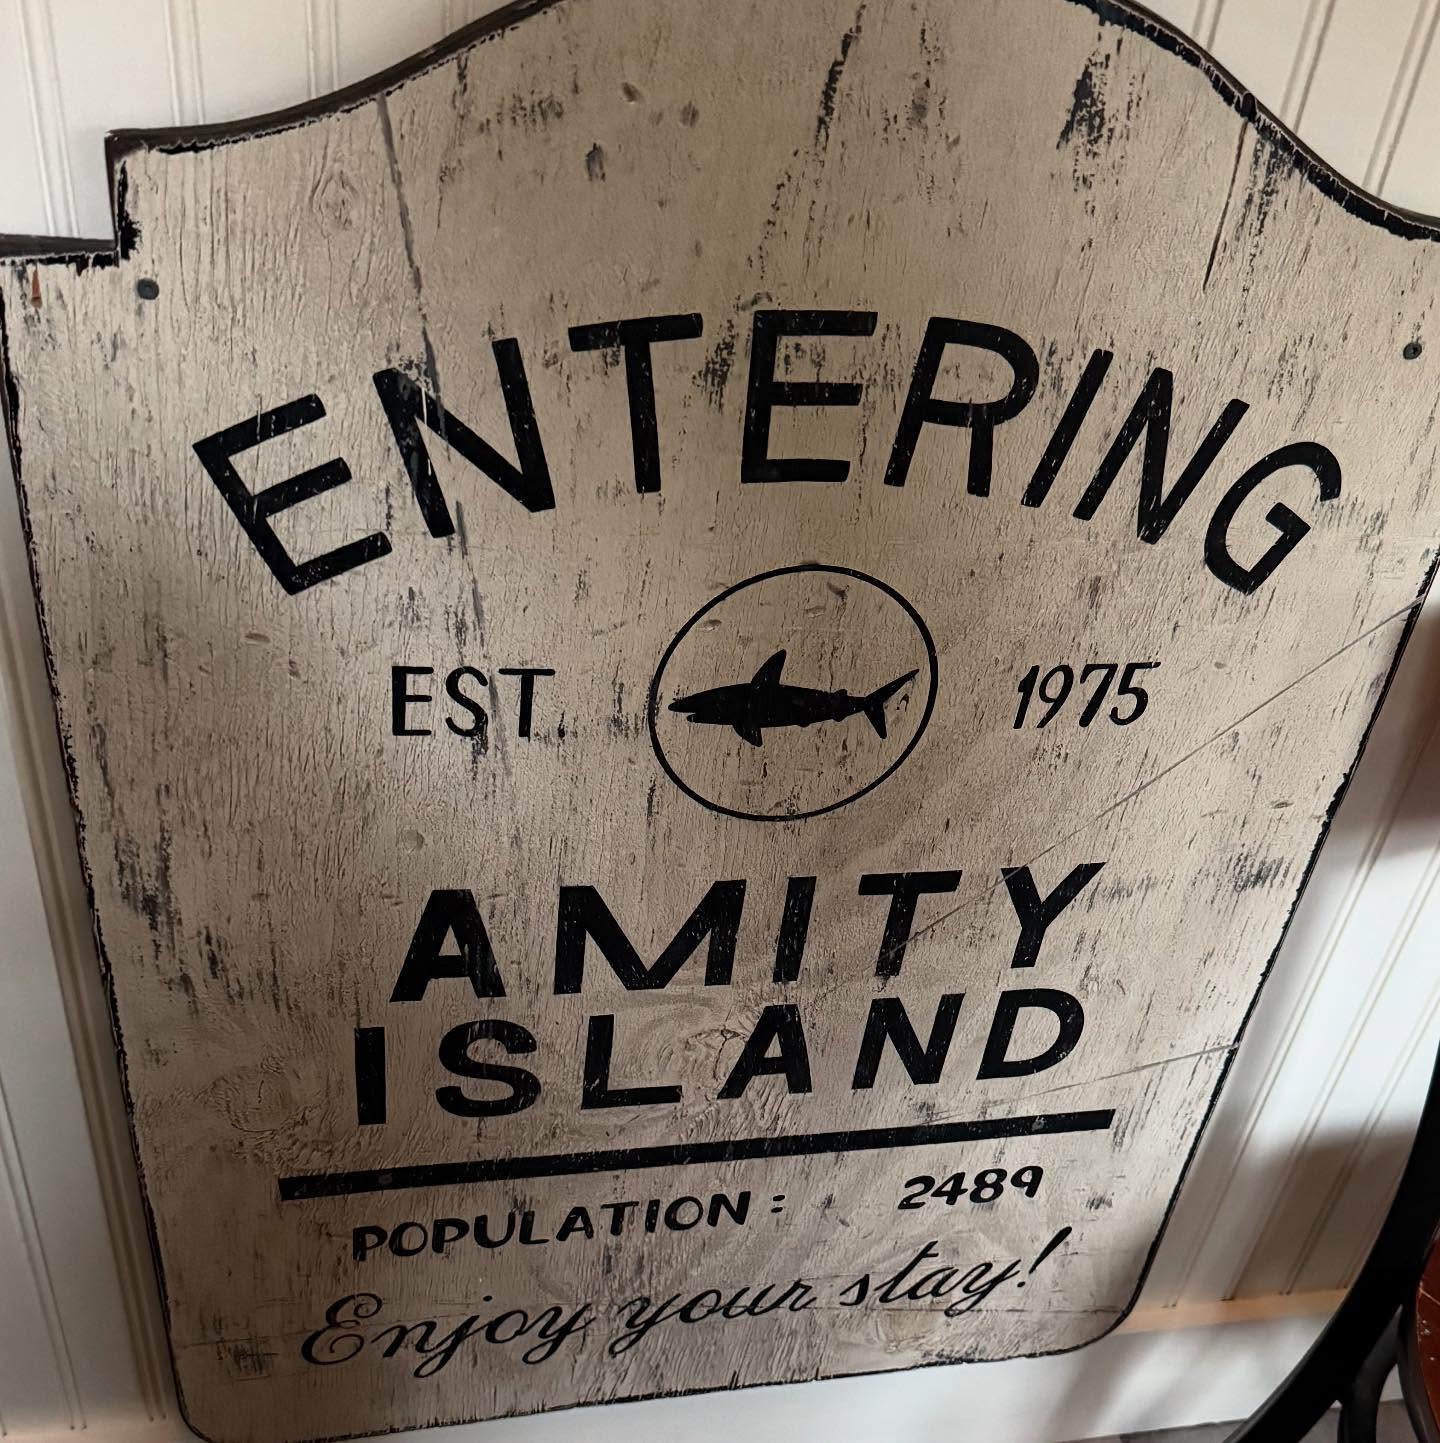 ENTERING
EST. 1975
AMITY
ISLAND
POPULATION: 2489
Enjoy your stay!